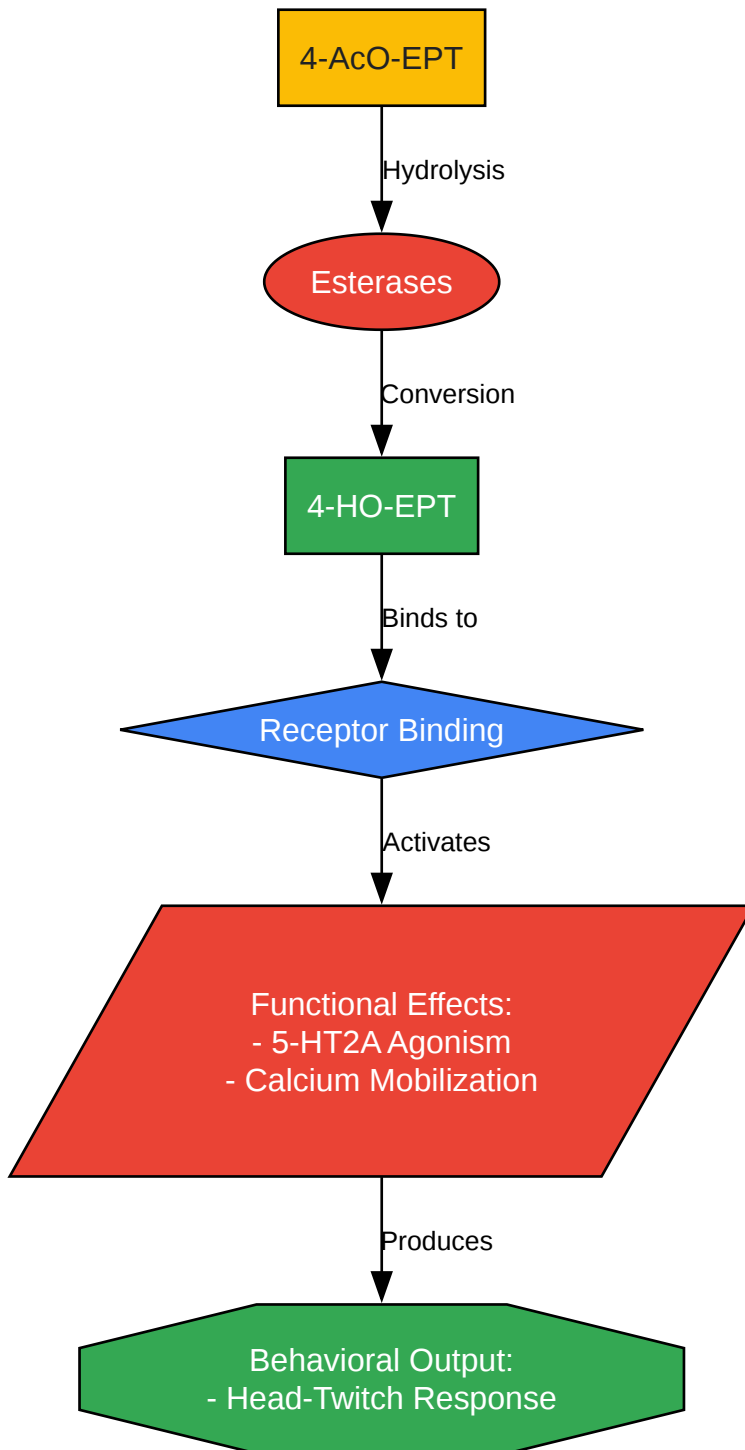 4-AcO-EPT
Hydrolysis
Esterases
Conversion
4-HO-EPT
Binds to
Receptor Binding
Activates
Functional Effects:
- 5-HT2A Agonism
- Calcium Mobilization
Produces
Behavioral Output:
- Head-Twitch Response